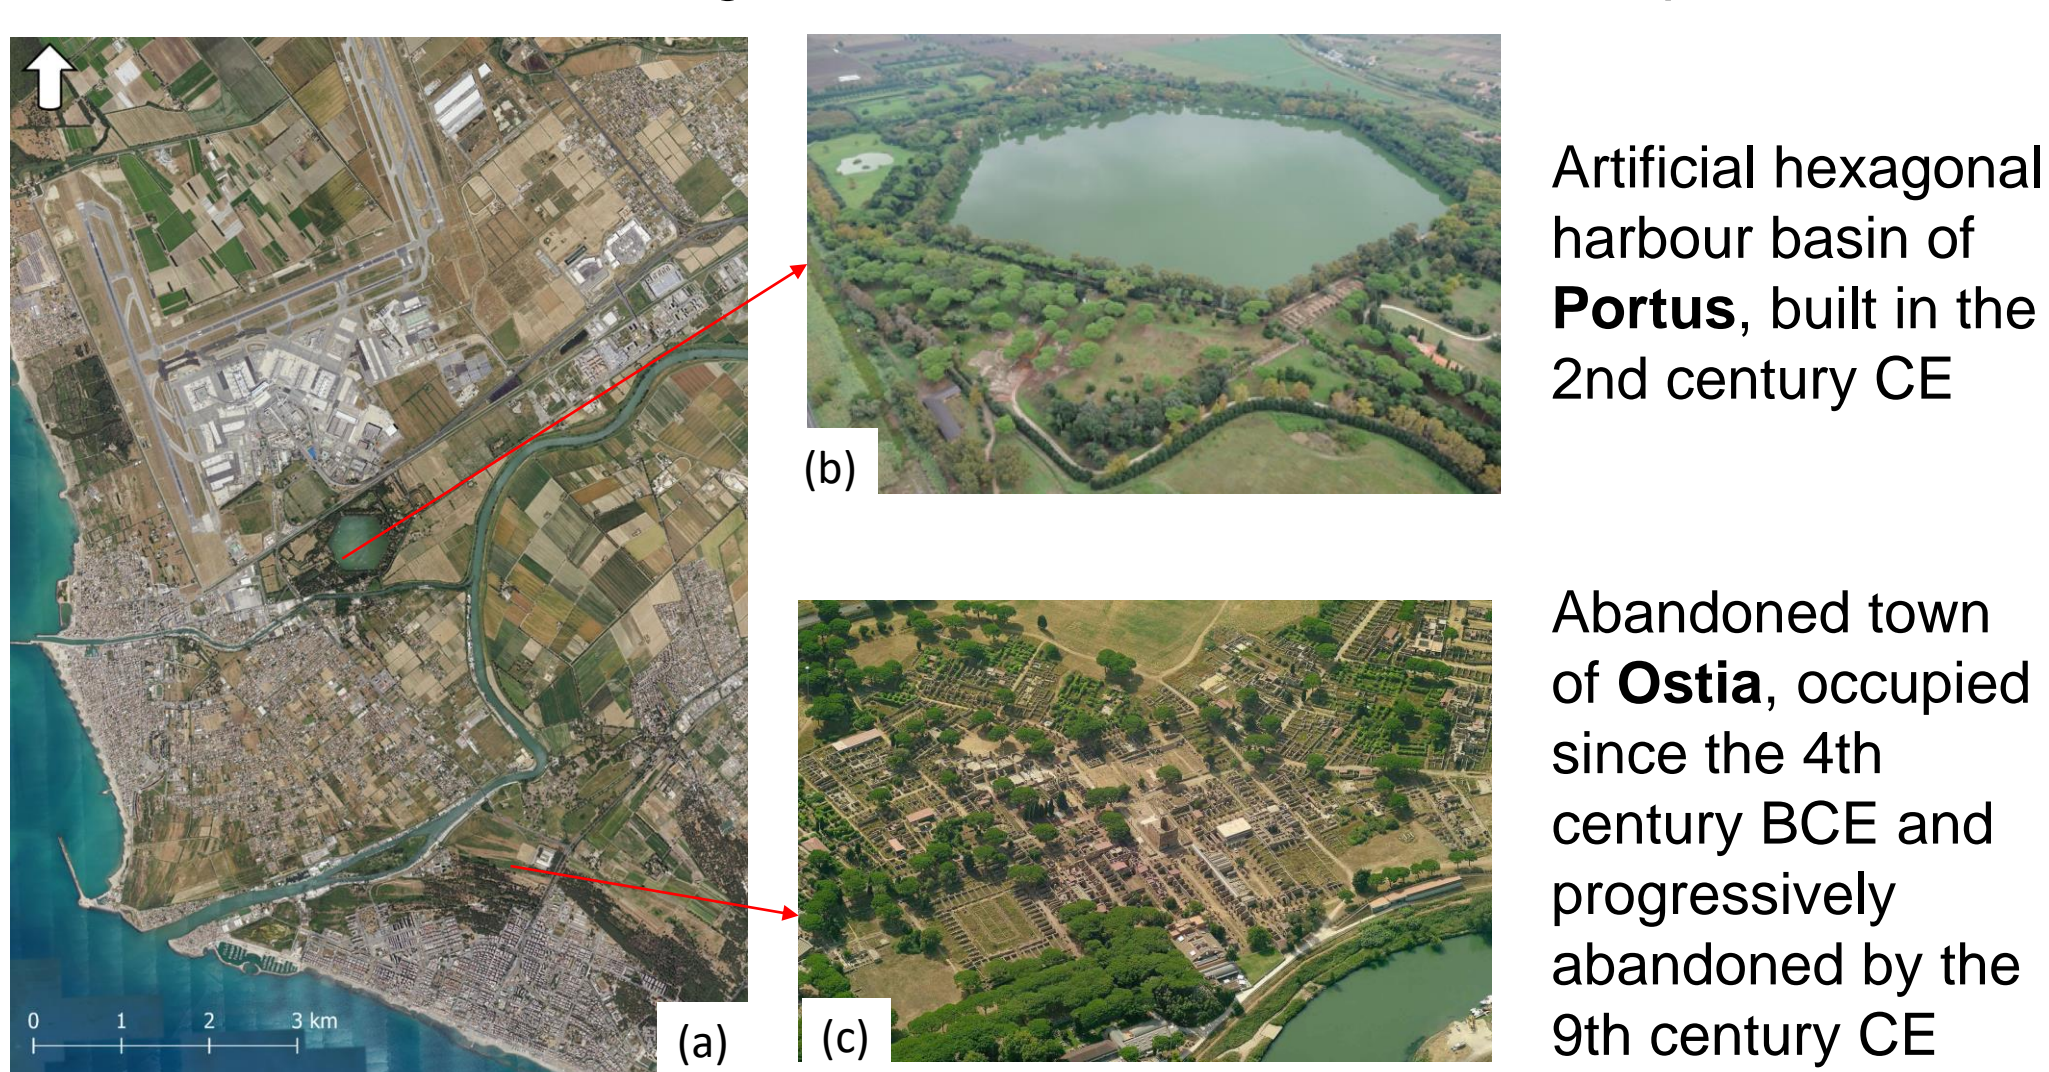 (a)
0 1 2 3 km
(b)
Artificial hexagonal
harbour basin of
Portus, built in the
2nd century CE
(c)
Abandoned town
of Ostia, occupied
since the 4th
century BCE and
progressively
abandoned by the
9th century CE